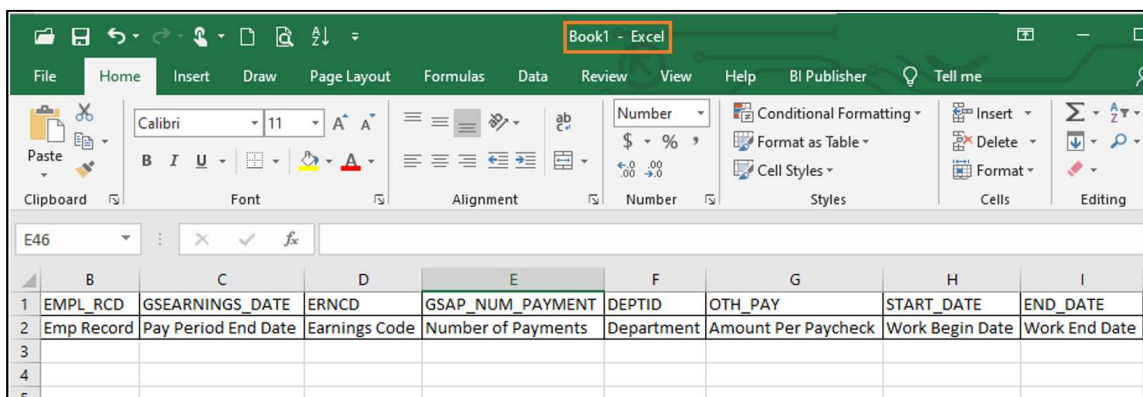 Book1 - Excel
File Home Insert Draw Page Layout Formulas Data Review View Help BI Publisher Tell me
Calibri 11 A A ab Number Conditional Formatting Insert
Paste B I U A $ % , Format as Table Delete
.00 .0 Cell Styles Format
Clipboard Font Alignment Number Styles Cells Editing
E46 fx
B C D E F G H I
1 EMPL_RCD GSEARNINGS_DATE ERNCD GSAP_NUM_PAYMENT DEPTID OTH_PAY START_DATE END_DATE
2 Emp Record Pay Period End Date Earnings Code Number of Payments Department Amount Per Paycheck Work Begin Date Work End Date
3
4